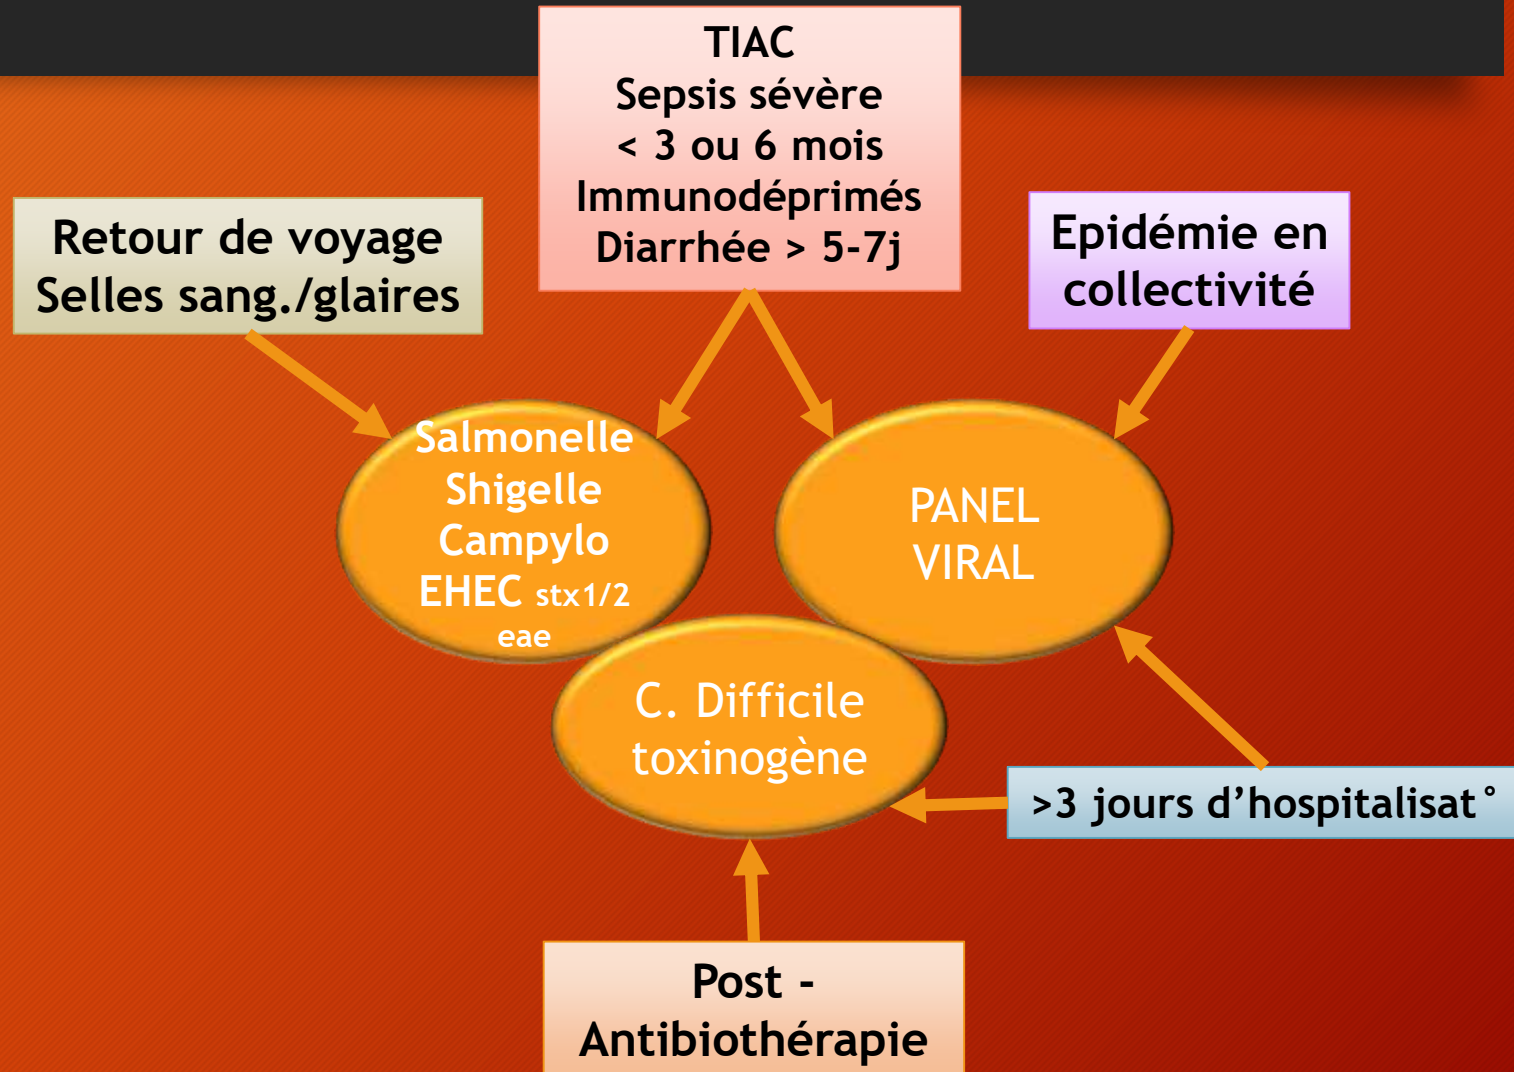 TIAC
Sepsis sévère
< 3 ou 6 mois
Immunodéprimés
Diarrhée > 5-7j
Retour de voyage
Selles sang./glaires
Epidémie en
collectivité
Salmonelle
Shigelle
Campylo
EHEC stx1/2
eae
PANEL
VIRAL
C. Difficile
toxinogène
>3 jours d’hospitalisat°
Post -
Antibiothérapie